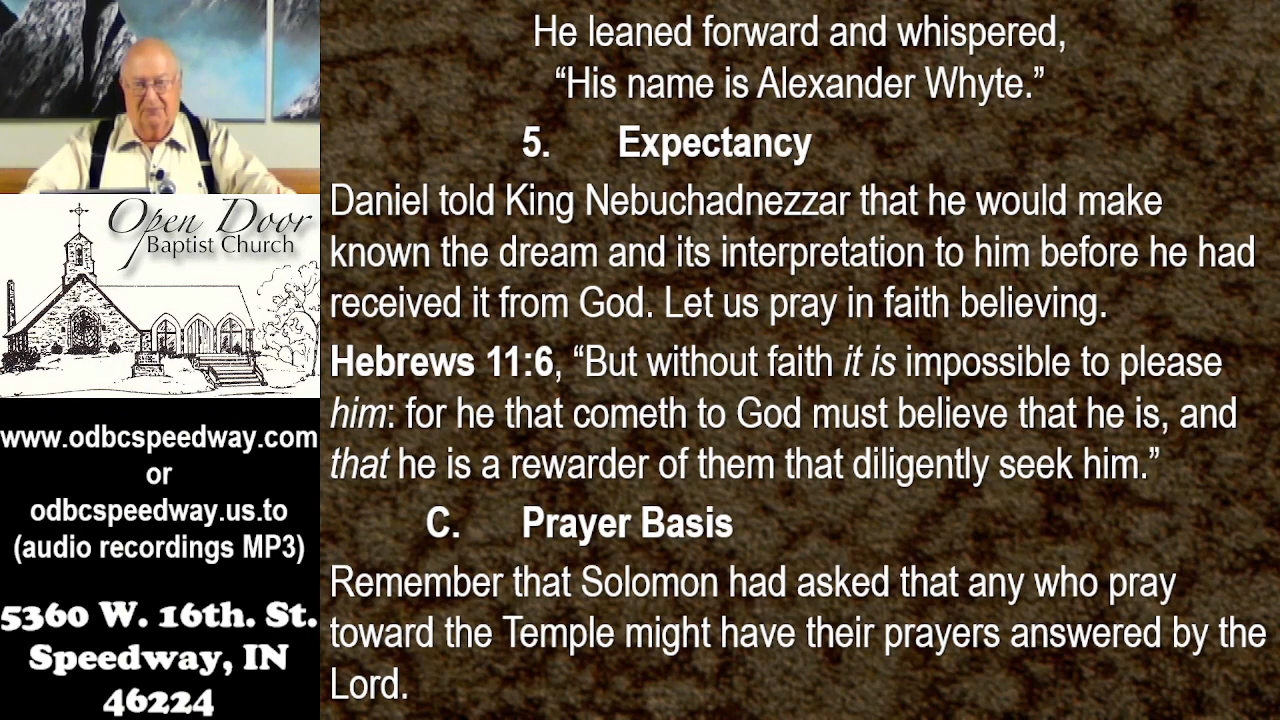 Open Door
Baptist Church
www.odbcspeedway.com
or
odbcspeedway.us.to
(audio recordings MP3)
5360 W. 16th. St.
Speedway, IN
46224
He leaned forward and whispered,
“His name is Alexander Whyte.”
5. Expectancy
Daniel told King Nebuchadnezzar that he would make
known the dream and its interpretation to him before he had
received it from God. Let us pray in faith believing.
Hebrews 11:6, “But without faith it is impossible to please
him: for he that cometh to God must believe that he is, and
that he is a rewarder of them that diligently seek him.”
C. Prayer Basis
Remember that Solomon had asked that any who pray
toward the Temple might have their prayers answered by the
Lord.